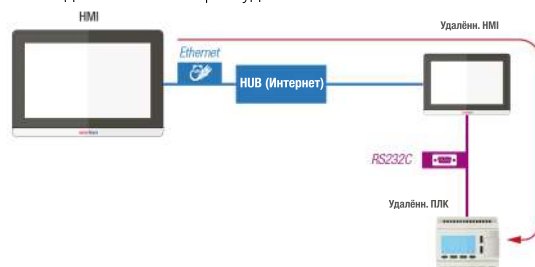 HMI
Удалённ. HMI
Ethernet
HUB (Интернет)
RS232C
Удалённ. ПЛК